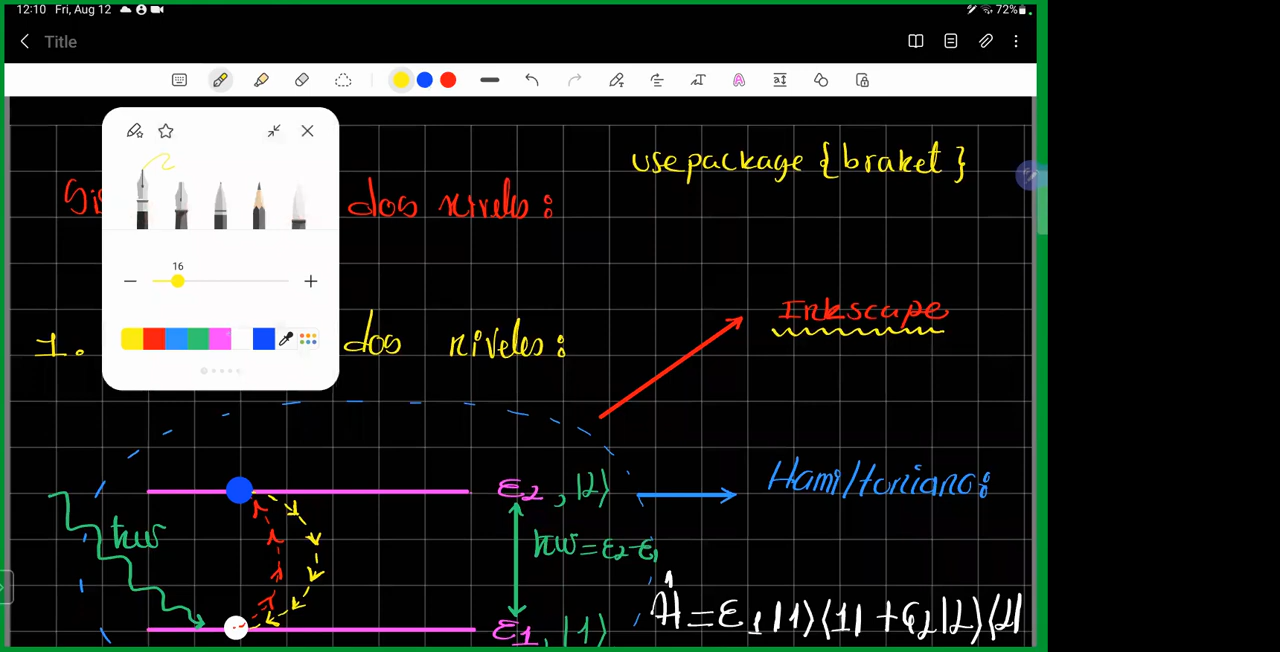 12:10 Fri, Aug 12 72%
Title
usepackage {braket}
dos niveles:
16
Inkscape
1. dos niveles:
Hamiltoniano:
ε2, |2⟩
ħω
ħω = ε2-ε1
Ĥ = ε1|1⟩⟨1| + ε2|2⟩⟨2|
ε1, |1⟩